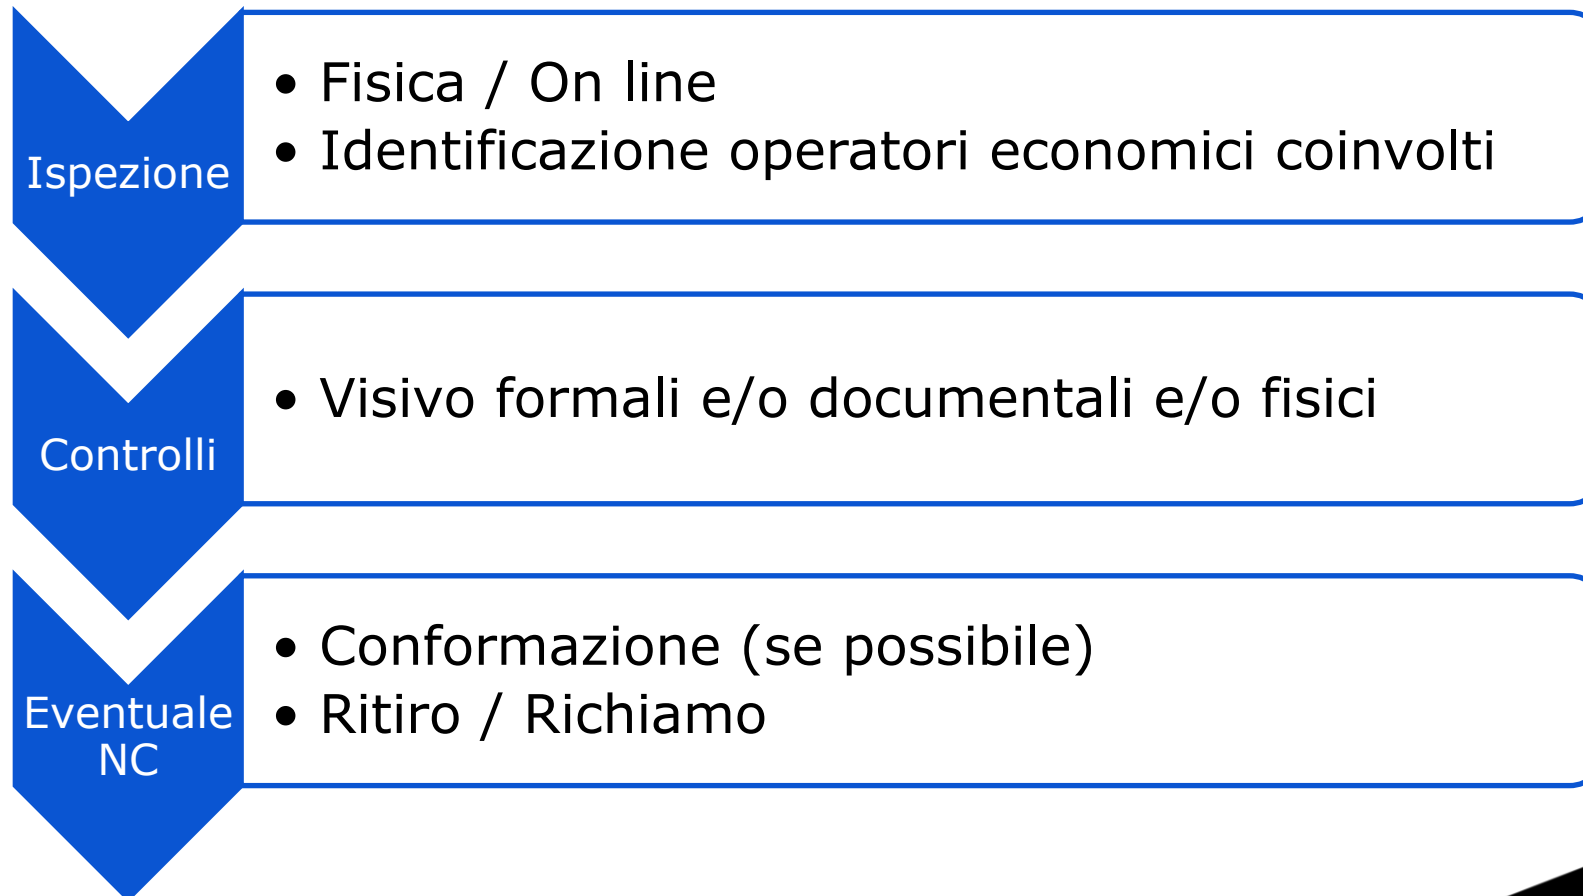 Ispezione
• Fisica / On line
• Identificazione operatori economici coinvolti
Controlli
• Visivo formali e/o documentali e/o fisici
Eventuale
NC
• Conformazione (se possibile)
• Ritiro / Richiamo